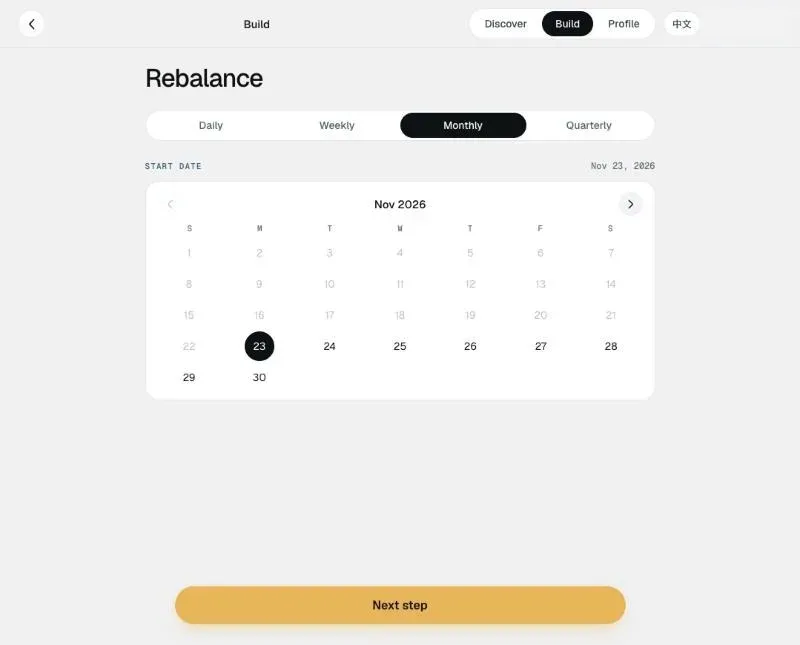 Build Discover Build Profile 中文
Rebalance
Daily Weekly Monthly Quarterly
START DATE Nov 23, 2026
Nov 2026
S M T W T F S
1 2 3 4 5 6 7
8 9 10 11 12 13 14
15 16 17 18 19 20 21
22 23 24 25 26 27 28
29 30
Next step